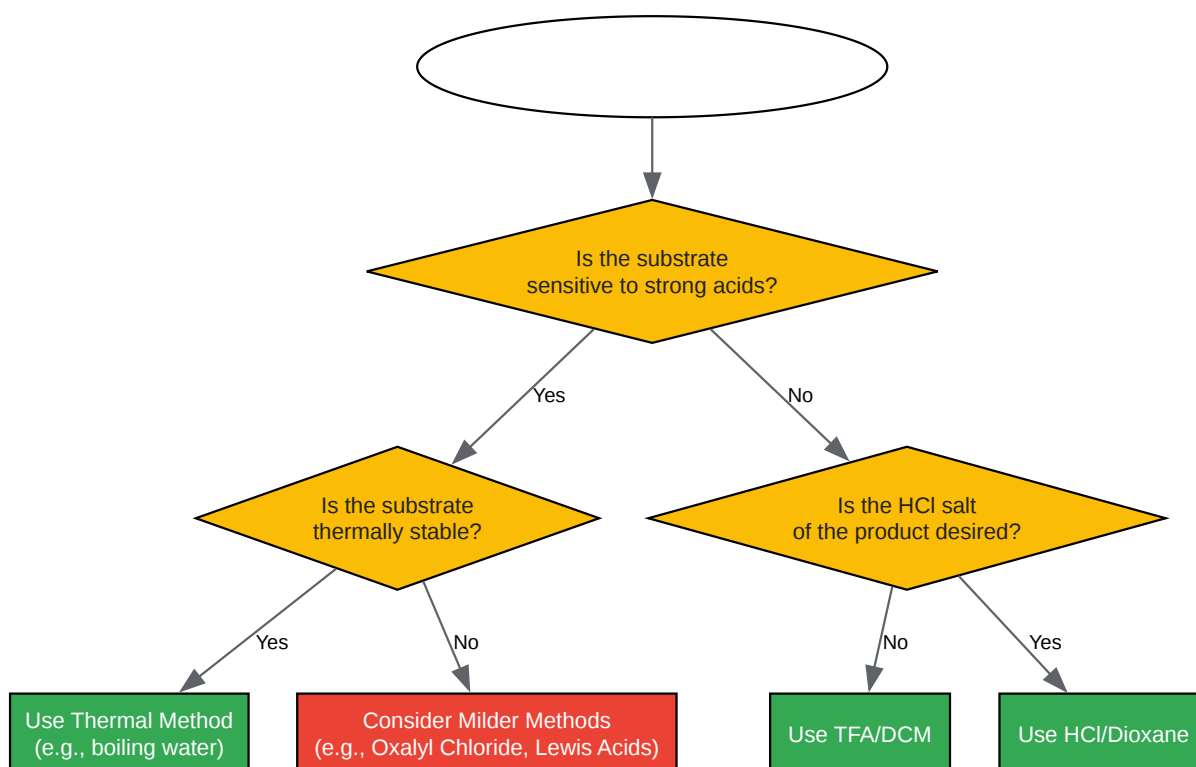 Is the substrate
sensitive to strong acids?
Yes
No
Is the substrate
thermally stable?
Is the HCl salt
of the product desired?
Yes
No
No
Yes
Use Thermal Method
(e.g., boiling water)
Consider Milder Methods
(e.g., Oxalyl Chloride, Lewis Acids)
Use TFA/DCM
Use HCl/Dioxane